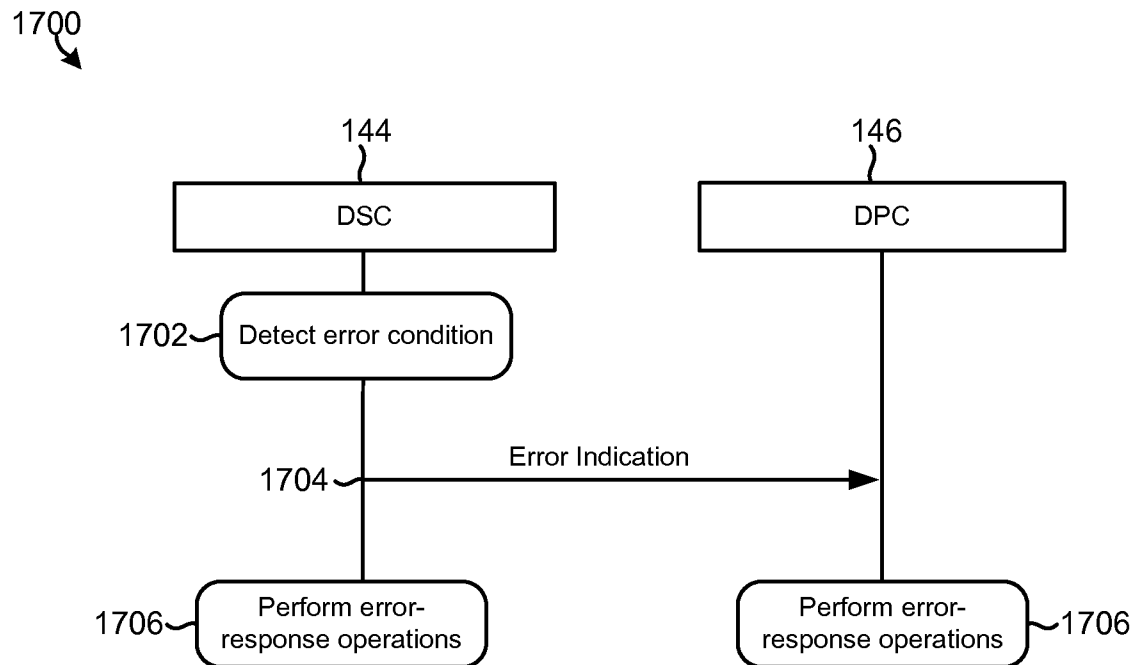 1700
144
146
DSC
DPC
1702
Detect error condition
Error Indication
1704
1706
Perform error-
response operations
Perform error-
response operations
1706